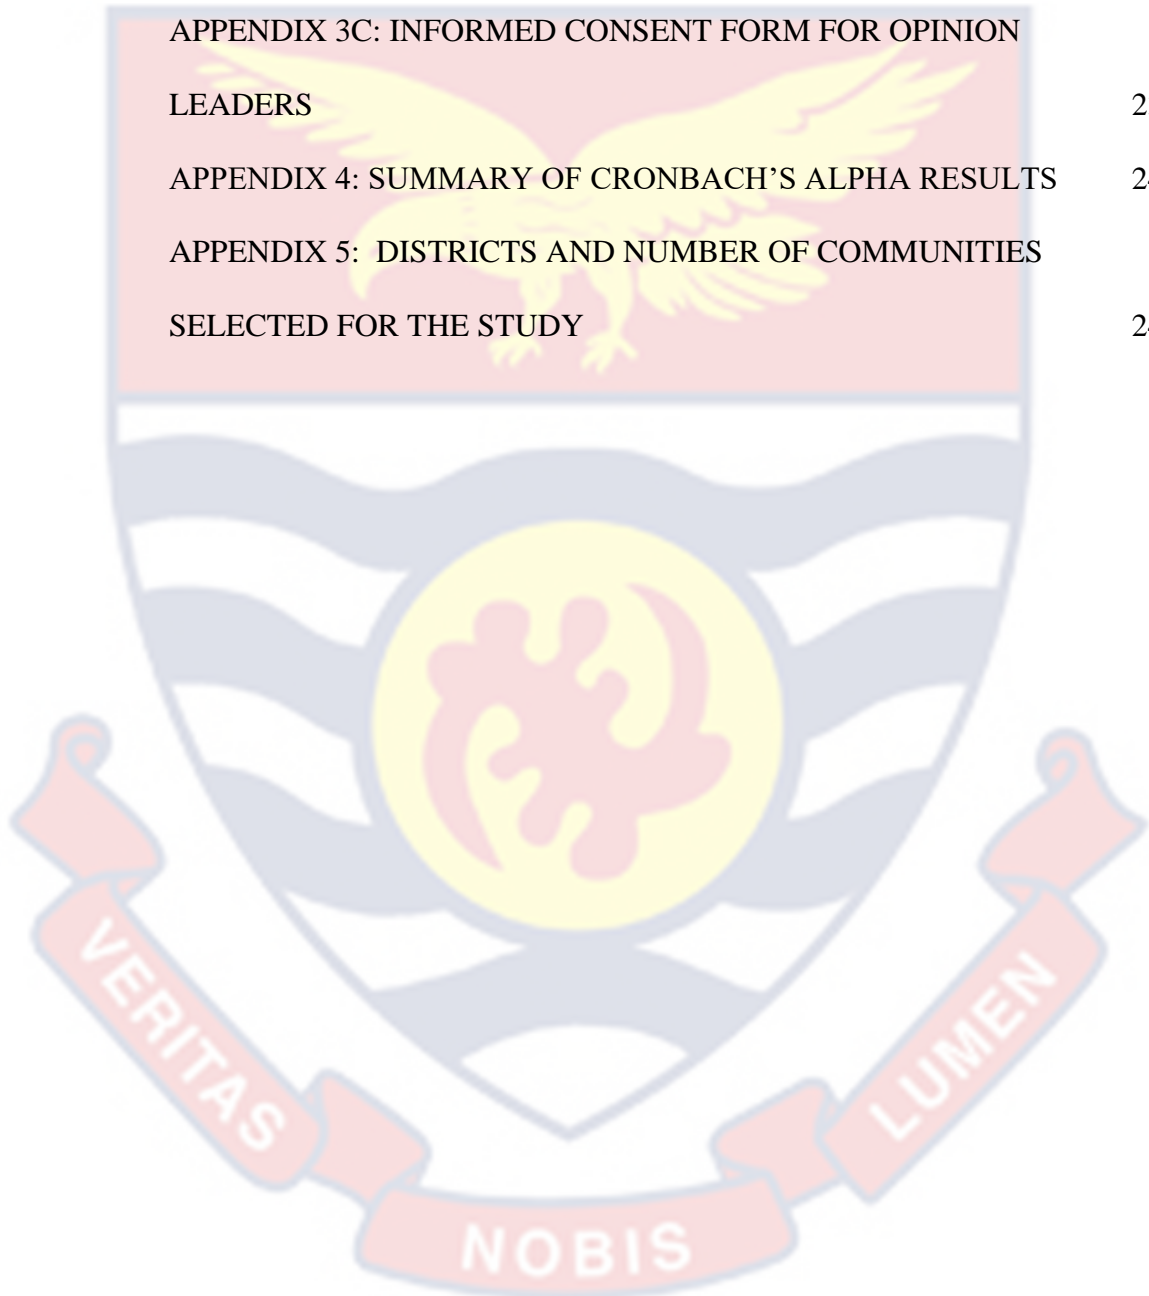 APPENDIX 3C: INFORMED CONSENT FORM FOR OPINION
LEADERS
APPENDIX 4: SUMMARY OF CRONBACH’S ALPHA RESULTS
APPENDIX 5:  DISTRICTS AND NUMBER OF COMMUNITIES
SELECTED FOR THE STUDY
VERITAS
NOBIS
LUMEN